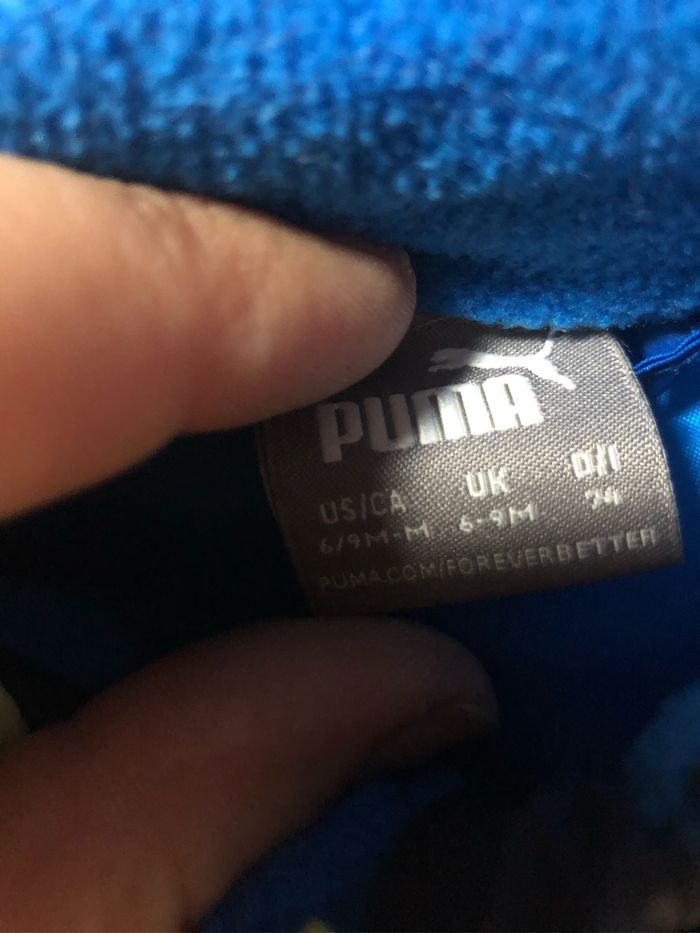 PUMA
US/CA UK D/I
6/9M-M 6-9M 74
PUMA.COM/FOREVERBETTER